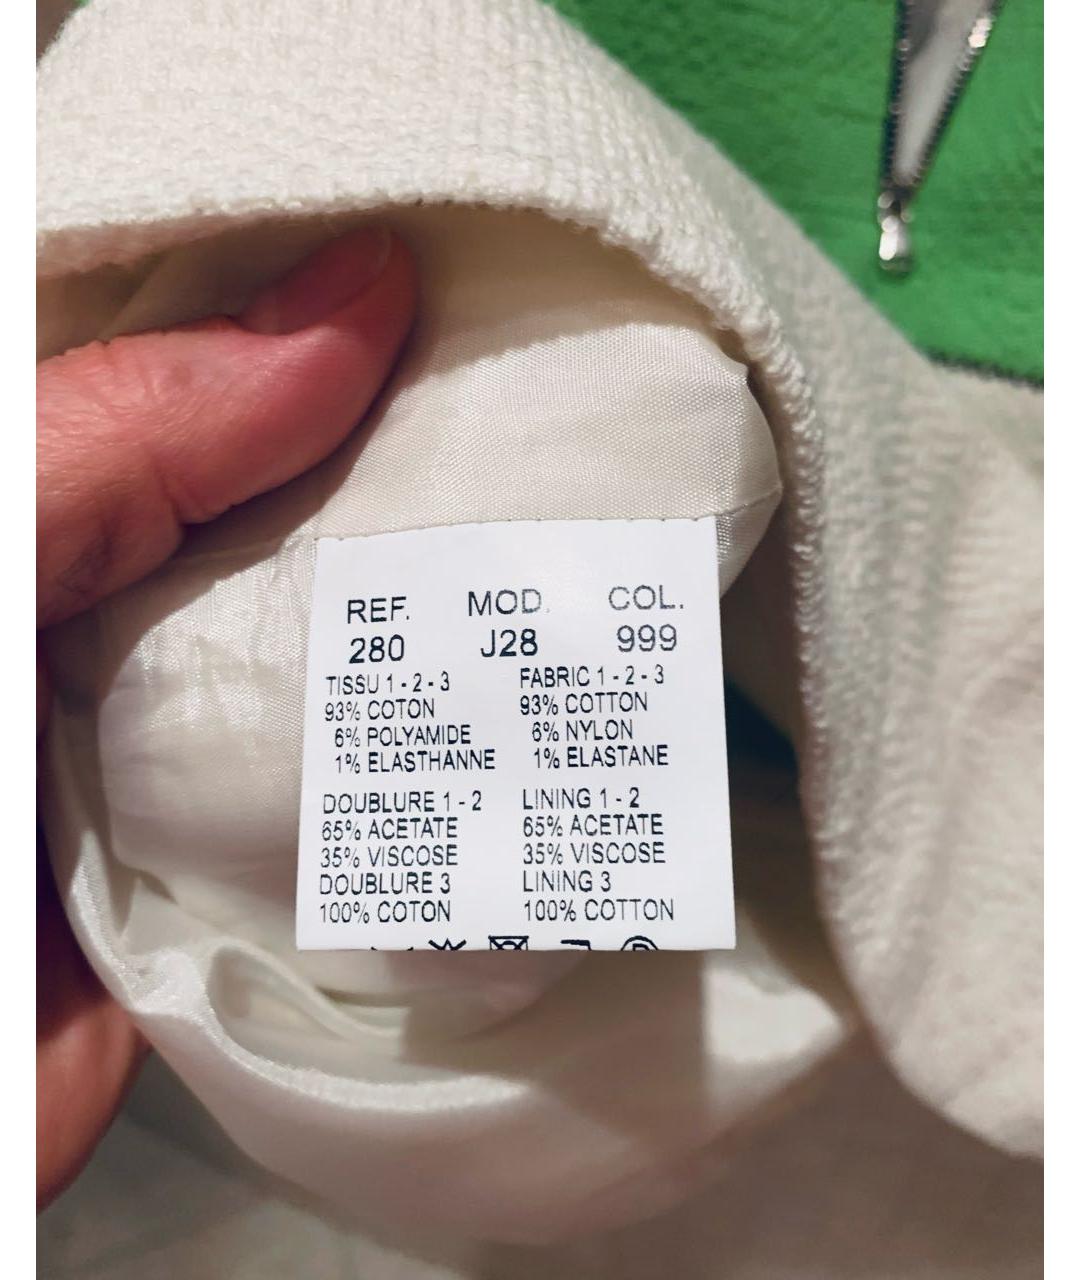 REF. MOD. COL.
280 J28 999
TISSU 1 - 2 - 3 FABRIC 1 - 2 - 3
93% COTON 93% COTTON
6% POLYAMIDE 6% NYLON
1% ELASTHANNE 1% ELASTANE
DOUBLURE 1 - 2 LINING 1 - 2
65% ACETATE 65% ACETATE
35% VISCOSE 35% VISCOSE
DOUBLURE 3 LINING 3
100% COTON 100% COTTON